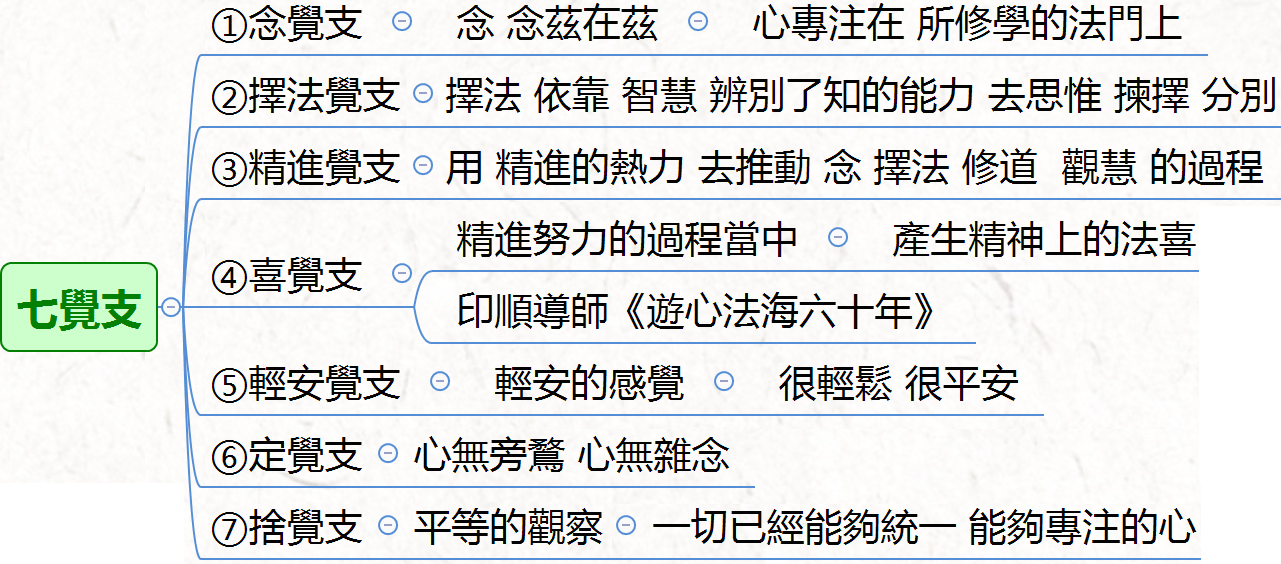 七覺支
①念覺支 念 念茲在茲 心專注在 所修學的法門上
②擇法覺支 擇法 依靠 智慧 辨別了知的能力 去思惟 揀擇 分別
③精進覺支 用 精進的熱力 去推動 念 擇法 修道 觀慧 的過程
④喜覺支 精進努力的過程當中 產生精神上的法喜
印順導師《遊心法海六十年》
⑤輕安覺支 輕安的感覺 很輕鬆 很平安
⑥定覺支 心無旁騖 心無雜念
⑦捨覺支 平等的觀察 一切已經能夠統一 能夠專注的心